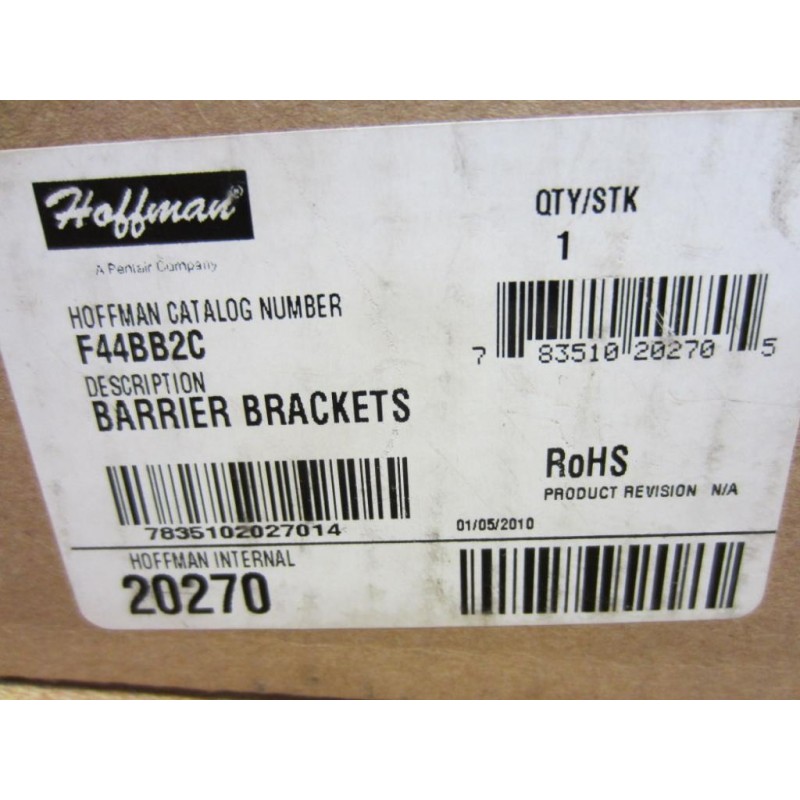 Hoffman®
A Pentair Company
QTY/STK
1
HOFFMAN CATALOG NUMBER
F44BB2C
7 83510 20270 5
DESCRIPTION
BARRIER BRACKETS
RoHS
PRODUCT REVISION N/A
7835102027014
01/05/2010
HOFFMAN INTERNAL
20270